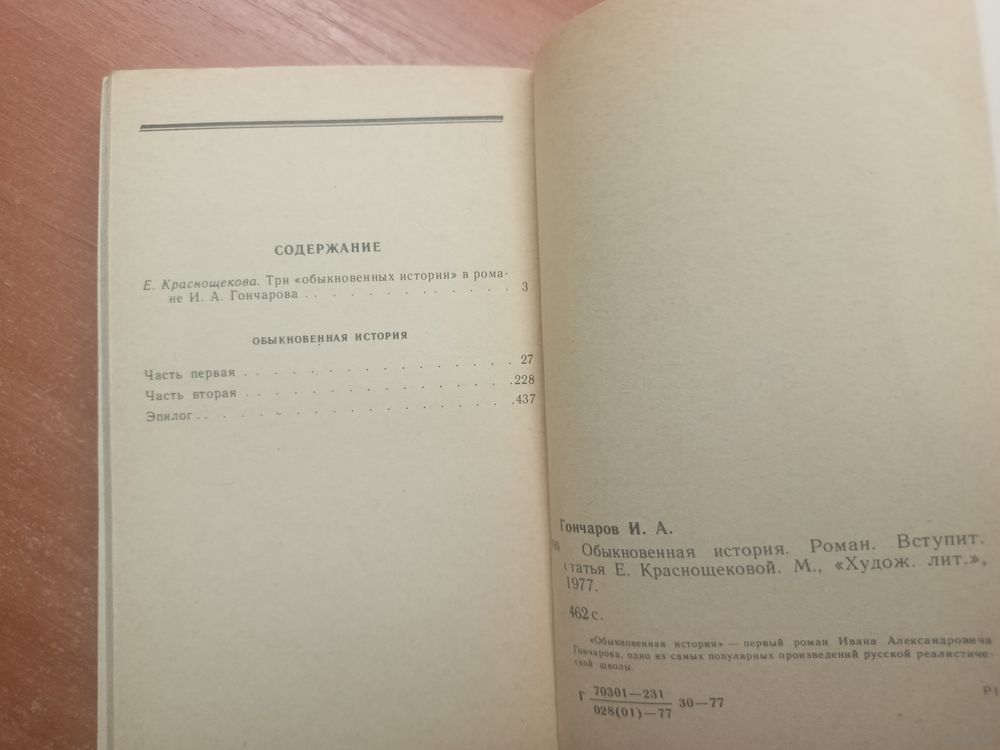 СОДЕРЖАНИЕ
Е. Краснощекова. Три «обыкновенных истории» в рома-
не И. А. Гончарова . . . . . . . . . . . . 3
ОБЫКНОВЕННАЯ ИСТОРИЯ
Часть первая . . . . . . . . . . . . . 27
Часть вторая . . . . . . . . . . . . . 228
Эпилог . . . . . . . . . . . . . . . 437
Гончаров И. А.
Обыкновенная история. Роман. Вступит.
статья Е. Краснощековой. М., «Худож. лит.»,
1977.
462 с.
«Обыкновенная история» — первый роман Ивана Александровича
Гончарова, одно из самых популярных произведений русской реалистиче-
ской школы.
Г 70301—231
028(01)—77 30—77